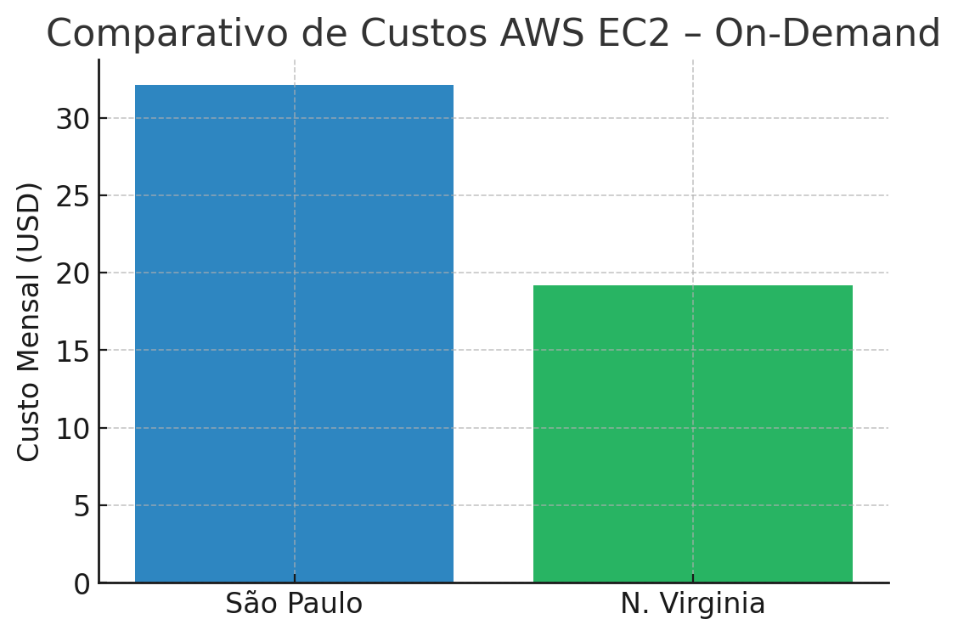 Comparativo de Custos AWS EC2 – On-Demand
Custo Mensal (USD)
30
25
20
15
10
5
0
São Paulo
N. Virginia